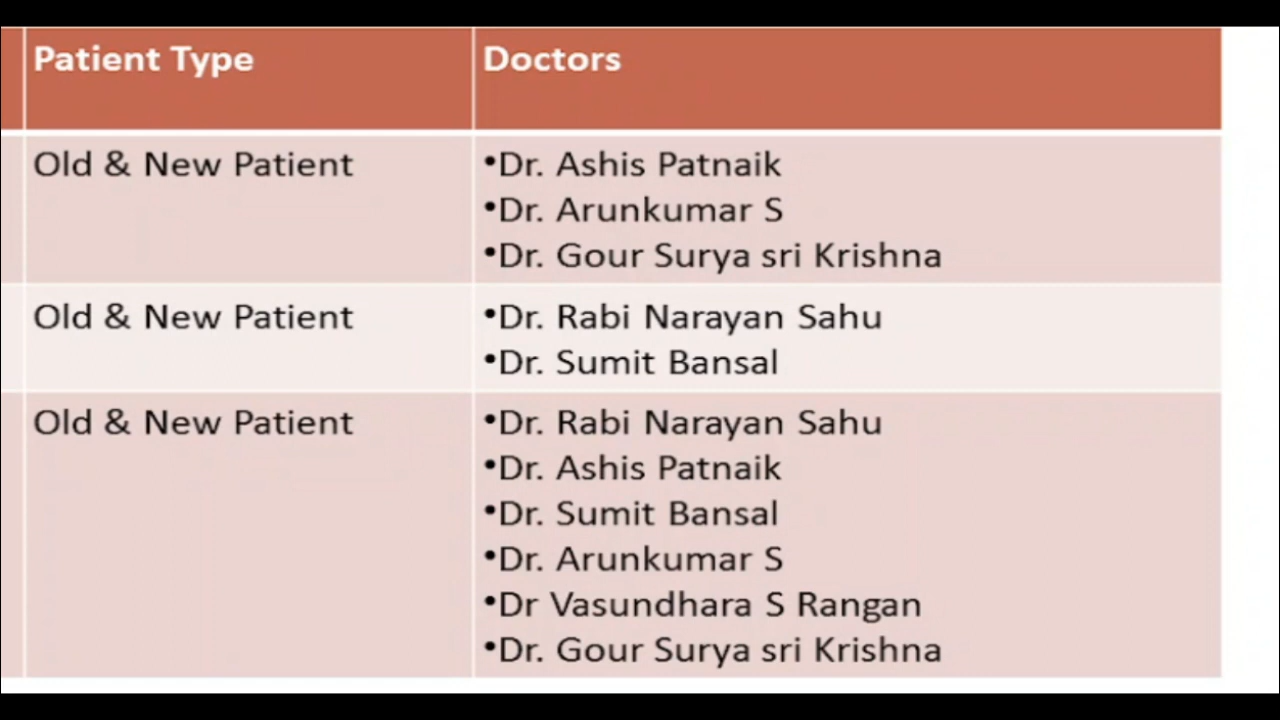 Patient Type Doctors
Old & New Patient •Dr. Ashis Patnaik
•Dr. Arunkumar S
•Dr. Gour Surya sri Krishna
Old & New Patient •Dr. Rabi Narayan Sahu
•Dr. Sumit Bansal
Old & New Patient •Dr. Rabi Narayan Sahu
•Dr. Ashis Patnaik
•Dr. Sumit Bansal
•Dr. Arunkumar S
•Dr Vasundhara S Rangan
•Dr. Gour Surya sri Krishna